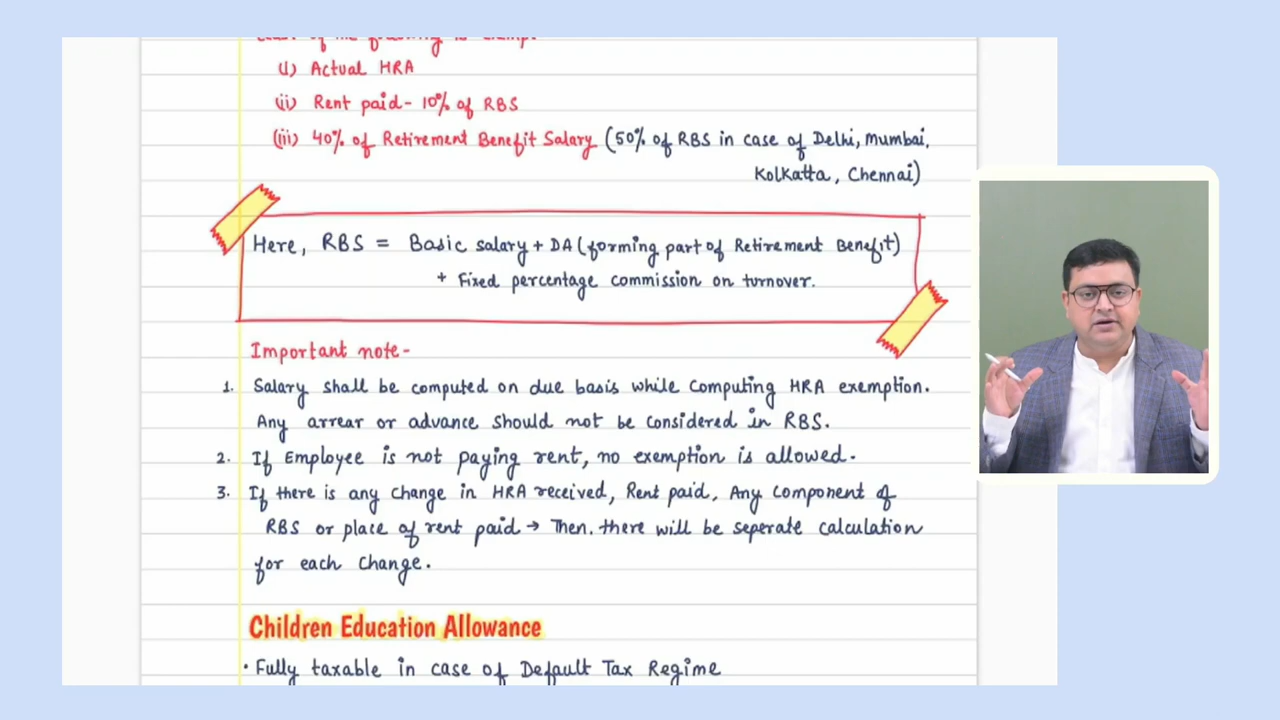 (i) Actual HRA
(ii) Rent paid- 10% of RBS
(iii) 40% of Retirement Benefit Salary (50% of RBS in case of Delhi, Mumbai,
Kolkatta, Chennai)
Here, RBS = Basic salary + DA (forming part of Retirement Benefit)
+ Fixed percentage commission on turnover.
Important note-
1. Salary shall be computed on due basis while Computing HRA exemption.
Any arrear or advance should not be Considered in RBS.
2. If Employee is not paying rent, no exemption is allowed.
3. If there is any Change in HRA received, Rent paid, Any Component of
RBS or place of rent paid → Then. there will be seperate calculation
for each Change.
Children Education Allowance
• Fully taxable in case of Default Tax Regime